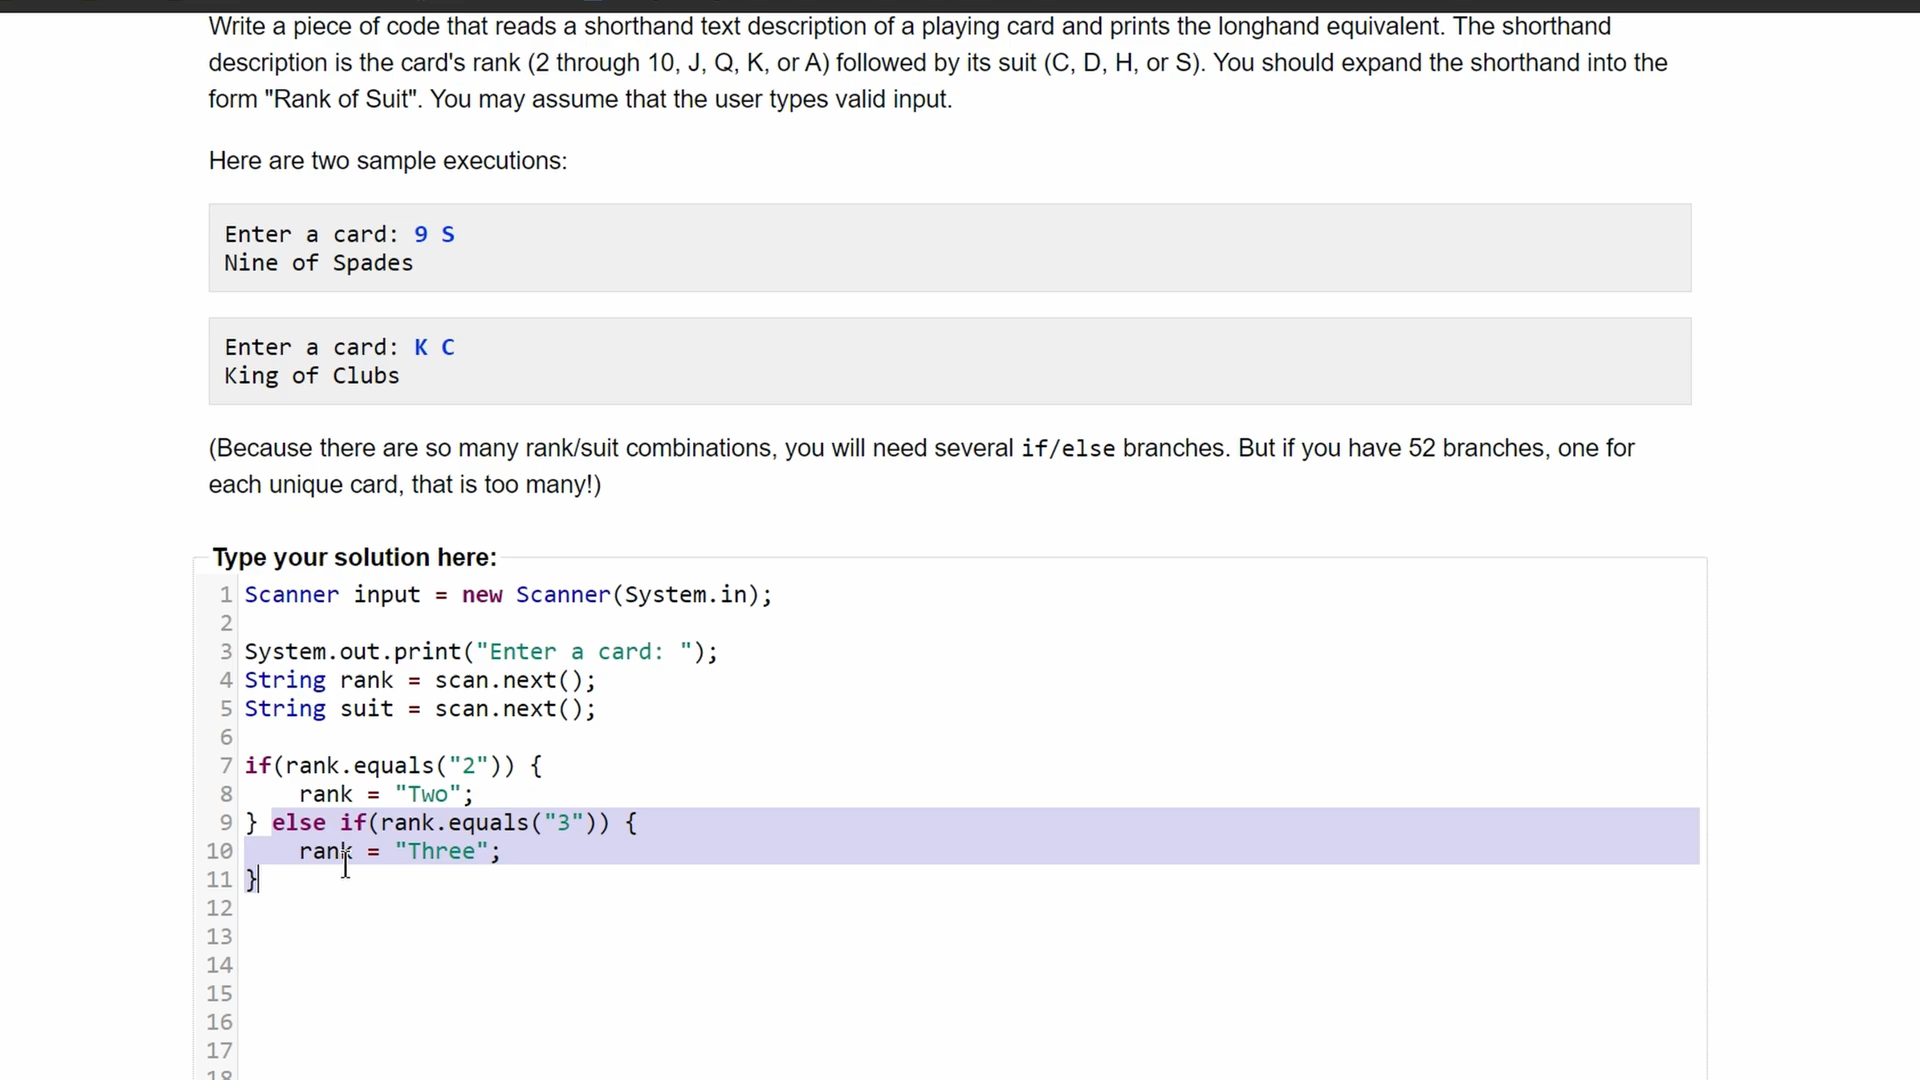 Write a piece of code that reads a shorthand text description of a playing card and prints the longhand equivalent. The shorthand
description is the card's rank (2 through 10, J, Q, K, or A) followed by its suit (C, D, H, or S). You should expand the shorthand into the
form "Rank of Suit". You may assume that the user types valid input.
Here are two sample executions:
Enter a card: 9 S
Nine of Spades
Enter a card: K C
King of Clubs
(Because there are so many rank/suit combinations, you will need several if/else branches. But if you have 52 branches, one for
each unique card, that is too many!)
Type your solution here:
1 Scanner input = new Scanner(System.in);
2
3 System.out.print("Enter a card: ");
4 String rank = scan.next();
5 String suit = scan.next();
6
7 if(rank.equals("2")) {
8     rank = "Two";
9 } else if(rank.equals("3")) {
10     rank = "Three";
11 }
12
13
14
15
16
17
18